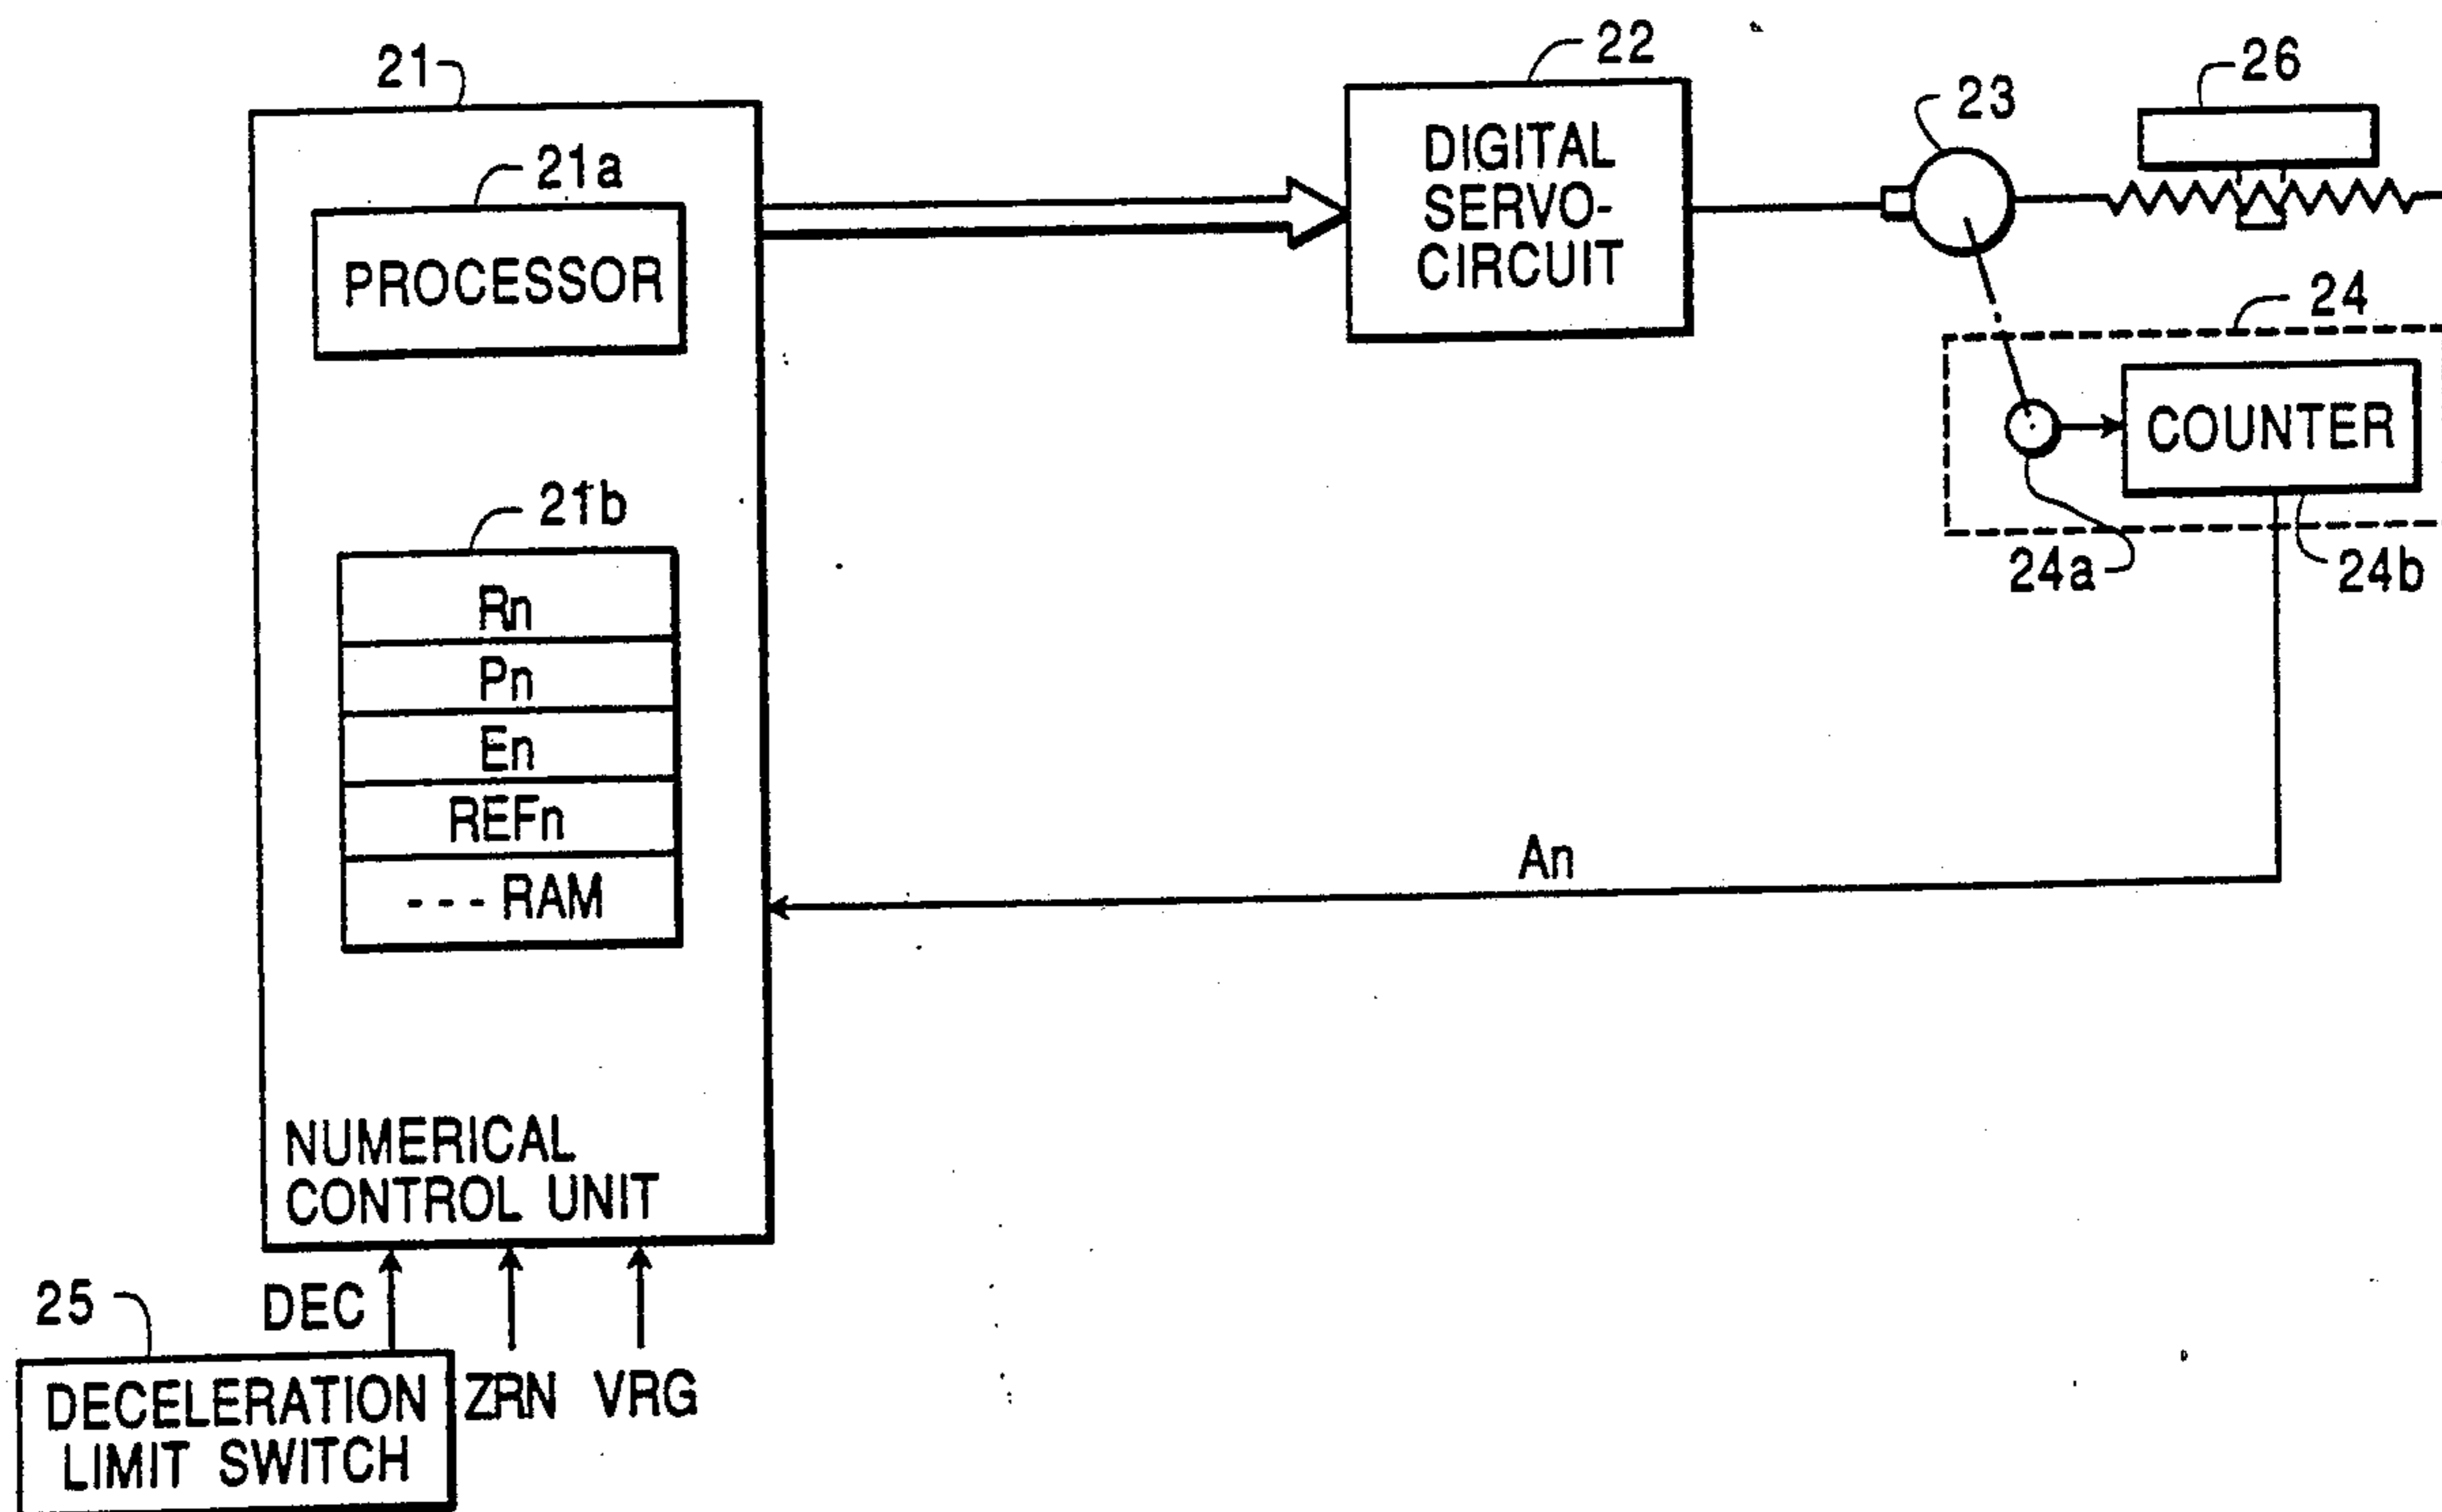 21
22
23
26
21a
PROCESSOR
DIGITAL
SERVO-
CIRCUIT
24
COUNTER
24a
24b
21b
Rn
Pn
En
REFn
--- RAM
An
NUMERICAL
CONTROL UNIT
25
DEC
ZRN
VRG
DECELERATION
LIMIT SWITCH